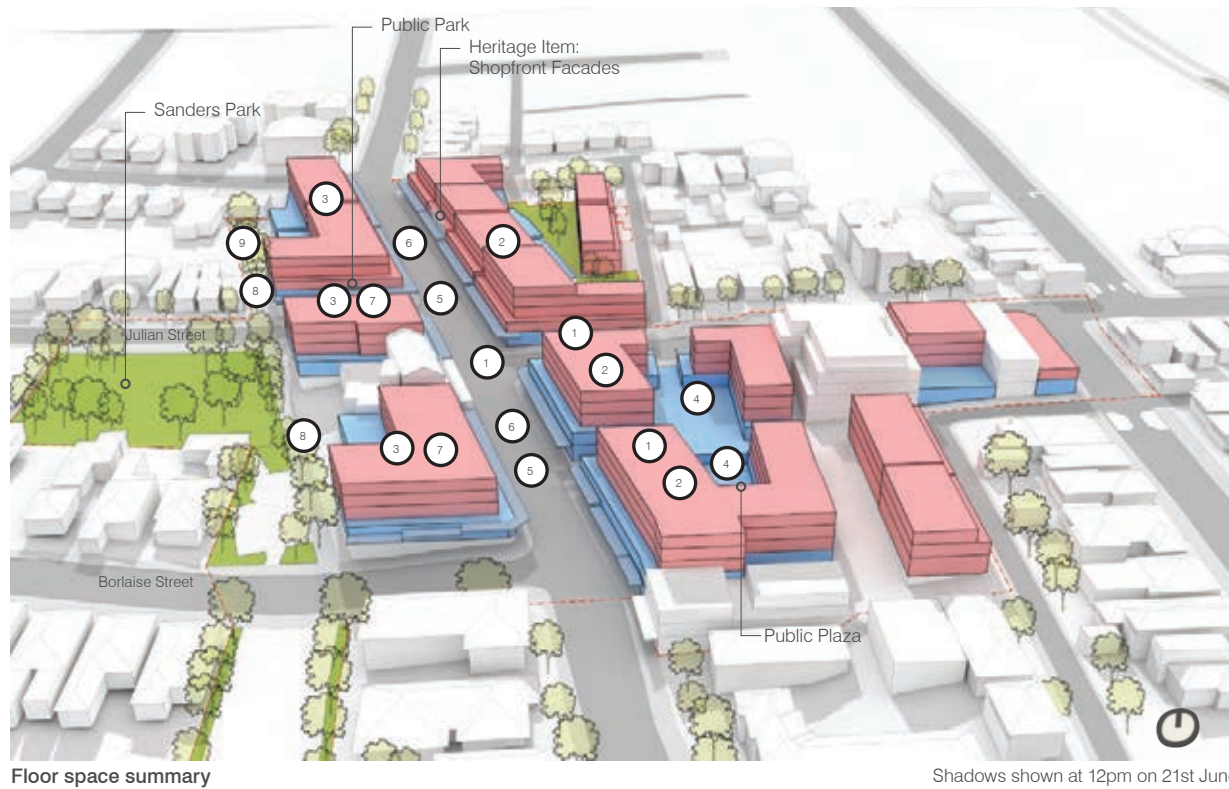 Public Park
Heritage Item:
Shopfront Facades
Sanders Park
3
9
6
2
8
3
7
5
Julian Street
1
1
2
4
8
6
3
7
1
4
5
2
Borlaise Street
Public Plaza
Floor space summary
Shadows shown at 12pm on 21st Jun